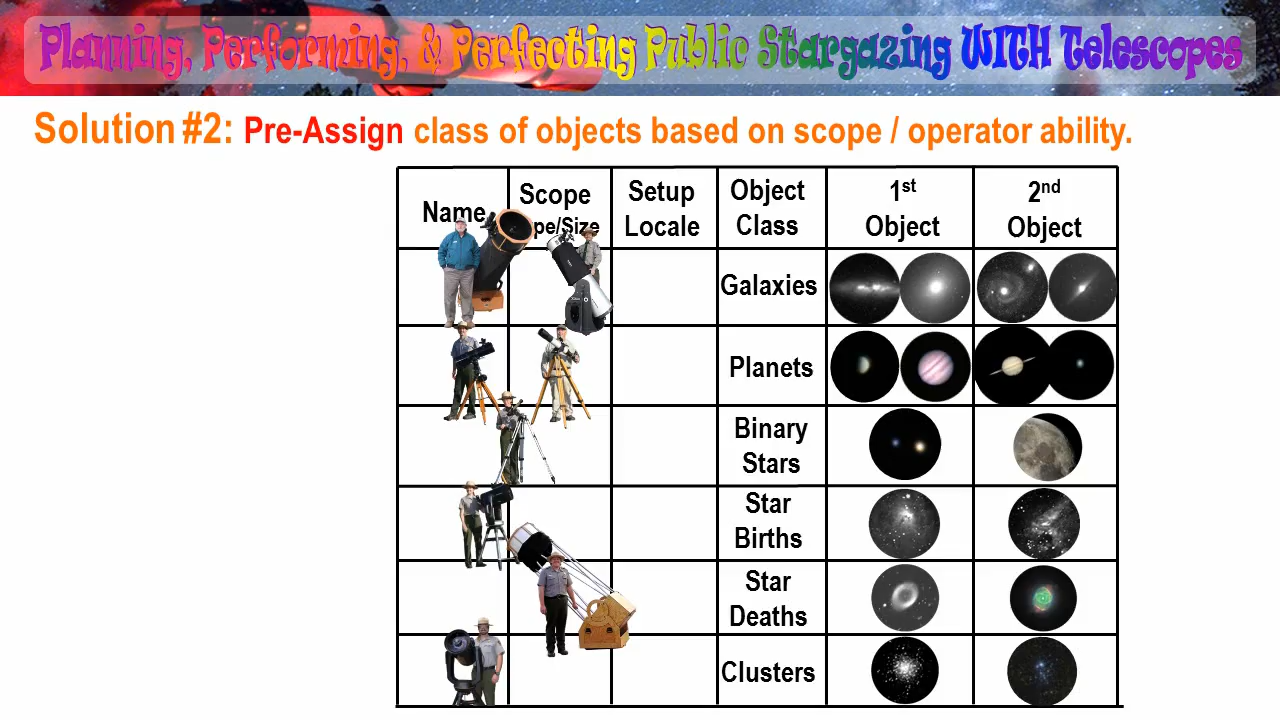 Planning, Performing, & Perfecting Public Stargazing WITH Telescopes
Solution #2: Pre-Assign class of objects based on scope / operator ability.
Name
Scope
pe/Size
Setup
Locale
Object
Class
1st
Object
2nd
Object
Galaxies
Planets
Binary
Stars
Star
Births
Star
Deaths
Clusters